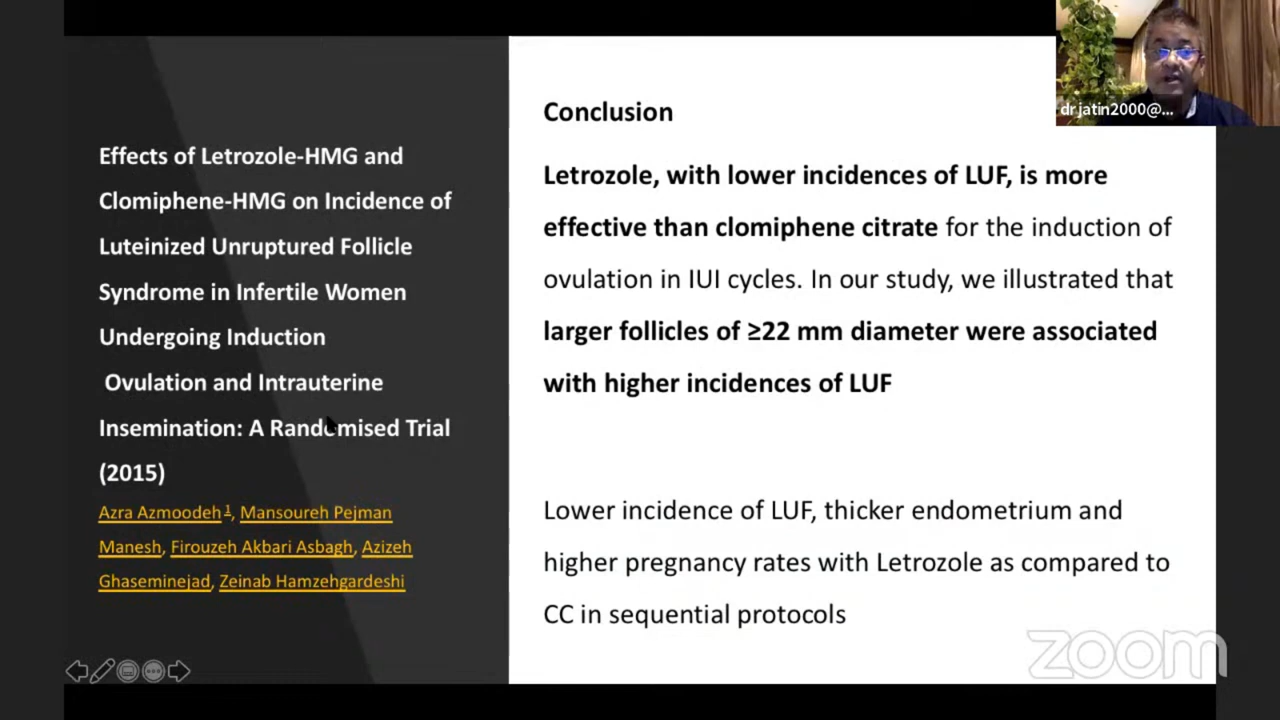 Effects of Letrozole-HMG and
Clomiphene-HMG on Incidence of
Luteinized Unruptured Follicle
Syndrome in Infertile Women
Undergoing Induction
Ovulation and Intrauterine
Insemination: A Randomised Trial
(2015)
Azra Azmoodeh 1, Mansoureh Pejman
Manesh, Firouzeh Akbari Asbagh, Azizeh
Ghaseminejad, Zeinab Hamzehgardeshi
Conclusion
Letrozole, with lower incidences of LUF, is more
effective than clomiphene citrate for the induction of
ovulation in IUI cycles. In our study, we illustrated that
larger follicles of ≥22 mm diameter were associated
with higher incidences of LUF
Lower incidence of LUF, thicker endometrium and
higher pregnancy rates with Letrozole as compared to
CC in sequential protocols
drjatin2000@...
zoom